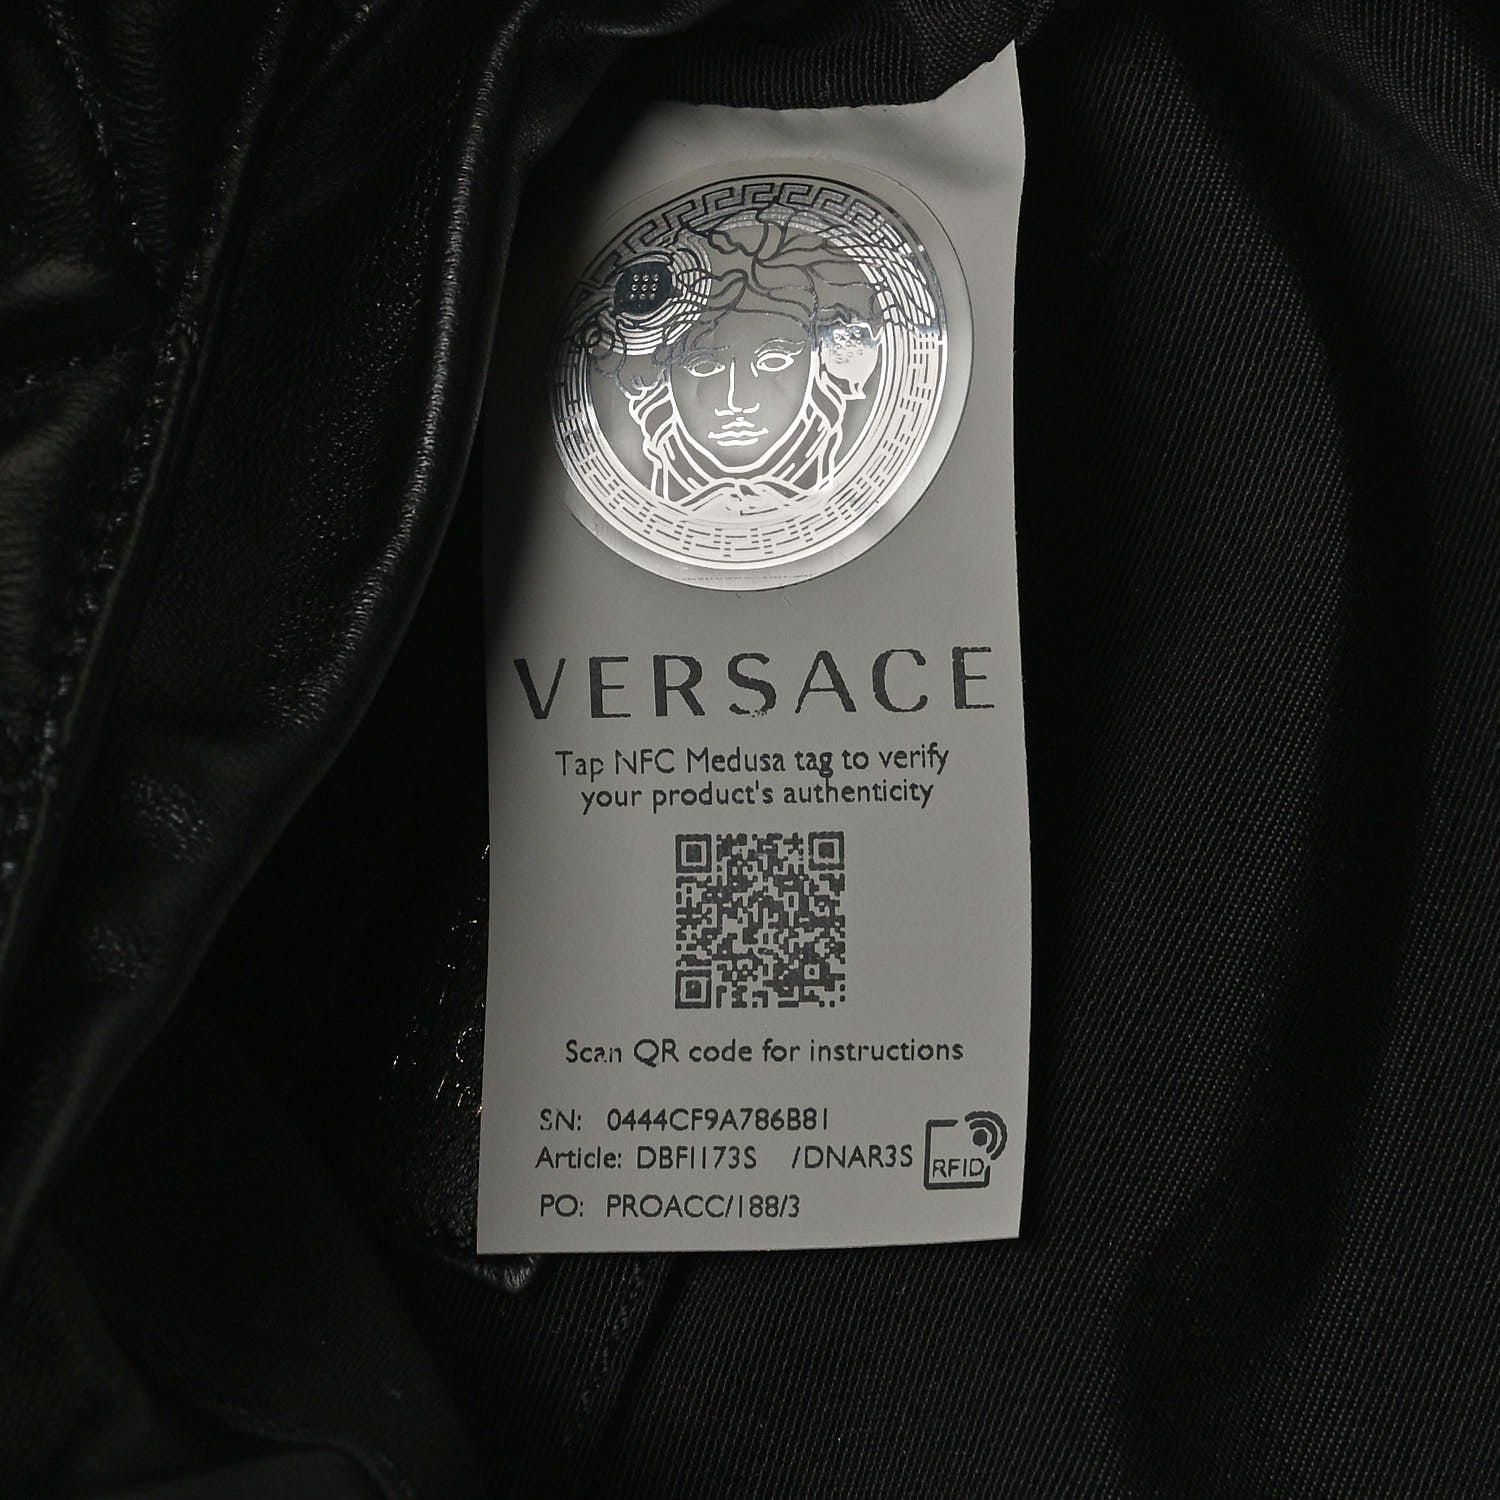 VERSACE
Tap NFC Medusa tag to verify
your product's authenticity
Scan QR code for instructions
SN: 0444CF9A786B81
Article: DBFI173S /DNAR3S
PO: PROACC/188/3
RFID